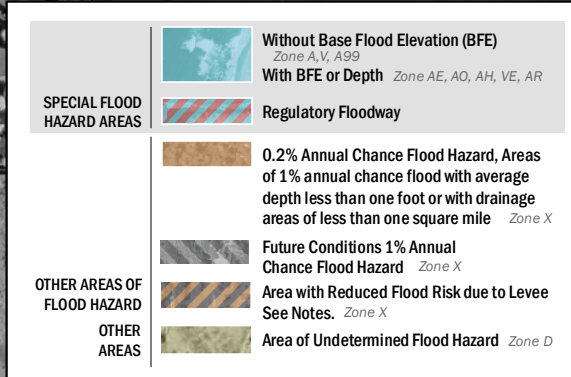 Without Base Flood Elevation (BFE)
Zone A,V, A99
With BFE or Depth Zone AE, AO, AH, VE, AR
SPECIAL FLOOD
HAZARD AREAS
Regulatory Floodway
0.2% Annual Chance Flood Hazard, Areas
of 1% annual chance flood with average
depth less than one foot or with drainage
areas of less than one square mile Zone X
Future Conditions 1% Annual
Chance Flood Hazard Zone X
OTHER AREAS OF
FLOOD HAZARD
Area with Reduced Flood Risk due to Levee
See Notes. Zone X
OTHER
AREAS
Area of Undetermined Flood Hazard Zone D